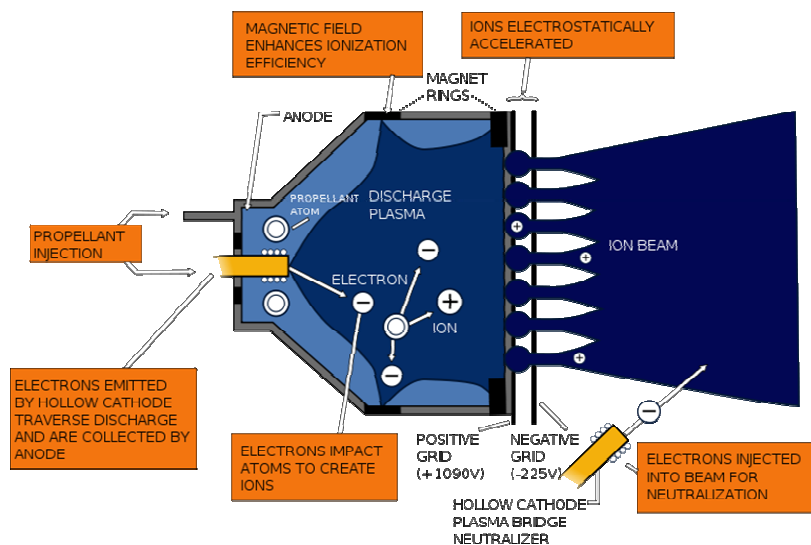 MAGNETIC FIELD
ENHANCES IONIZATION
EFFICIENCY
IONS ELECTROSTATICALLY
ACCELERATED
MAGNET
RINGS
ANODE
PROPELLANT
ATOM
DISCHARGE
PLASMA
PROPELLANT
INJECTION
ION BEAM
ELECTRON
ION
ELECTRONS EMITTED
BY HOLLOW CATHODE
TRAVERSE DISCHARGE
AND ARE COLLECTED BY
ANODE
ELECTRONS IMPACT
ATOMS TO CREATE
IONS
POSITIVE
GRID
(+1090V)
NEGATIVE
GRID
(-225V)
ELECTRONS INJECTED
INTO BEAM FOR
NEUTRALIZATION
HOLLOW CATHODE
PLASMA BRIDGE
NEUTRALIZER